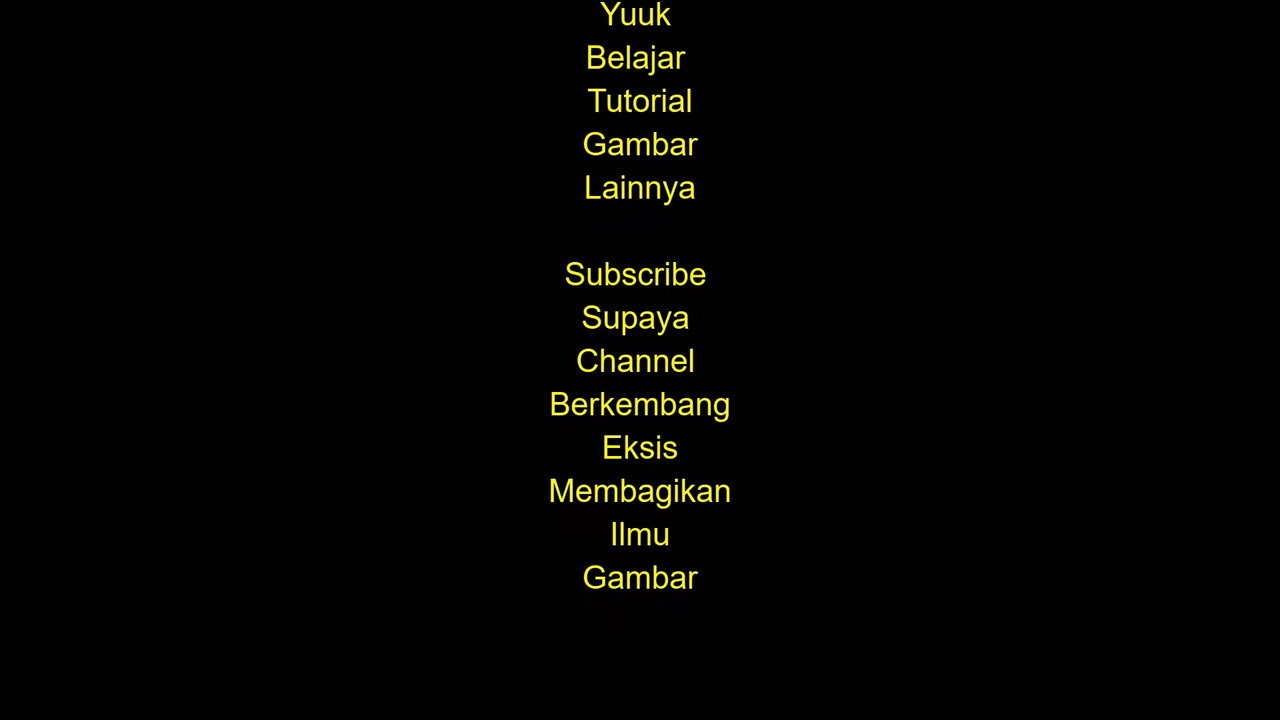 Yuuk
Belajar
Tutorial
Gambar
Lainnya
Subscribe
Supaya
Channel
Berkembang
Eksis
Membagikan
Ilmu
Gambar